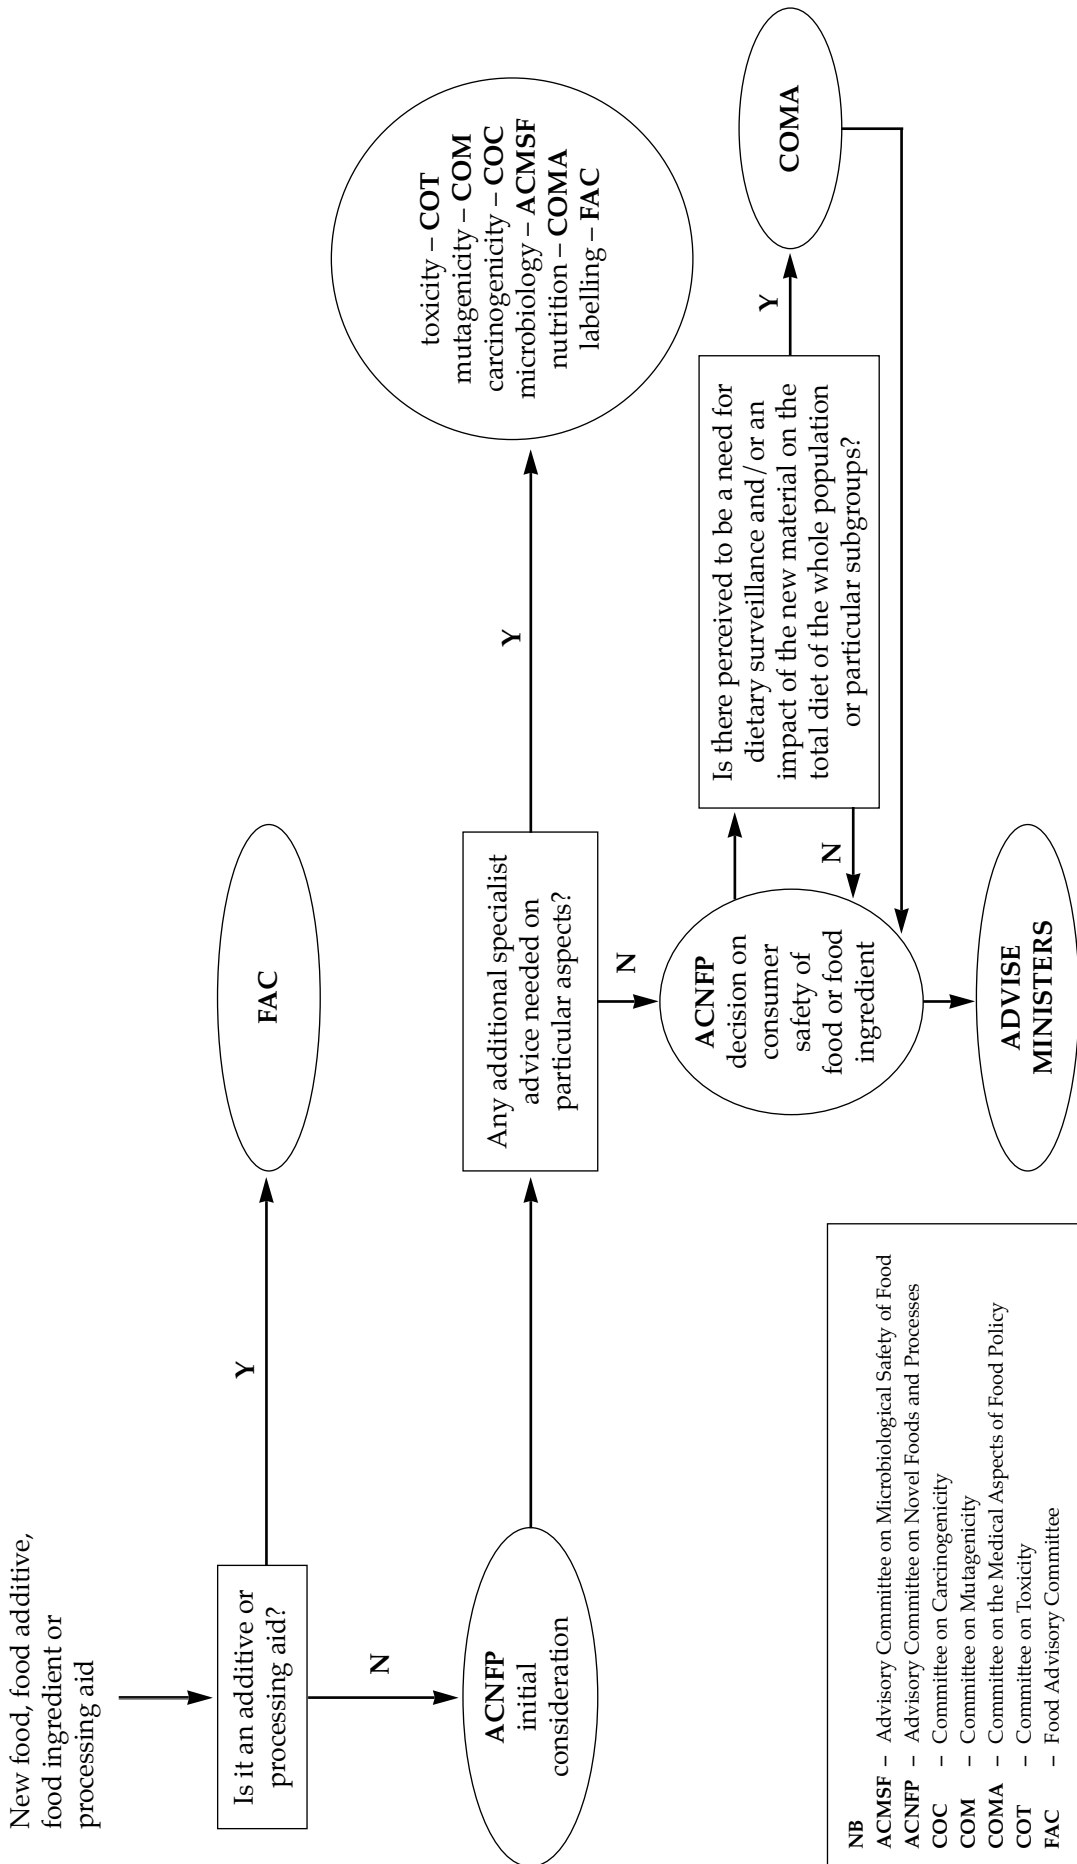 New food, food additive,
food ingredient or
processing aid
Is it an additive or
processing aid?
Y
FAC
N
ACNFP
initial
consideration
Any additional specialist
advice needed on
particular aspects?
Y
toxicity – COT
mutagenicity – COM
carcinogenicity – COC
microbiology – ACMSF
nutrition – COMA
labelling – FAC
N
ACNFP
decision on
consumer
safety of
food or food
ingredient
Is there perceived to be a need for
dietary surveillance and/or an
impact of the new material on the
total diet of the whole population
or particular subgroups?
Y
COMA
N
ADVISE
MINISTERS
NB
ACMSF – Advisory Committee on Microbiological Safety of Food
ACNFP – Advisory Committee on Novel Foods and Processes
COC – Committee on Carcinogenicity
COM – Committee on Mutagenicity
COMA – Committee on the Medical Aspects of Food Policy
COT – Committee on Toxicity
FAC – Food Advisory Committee